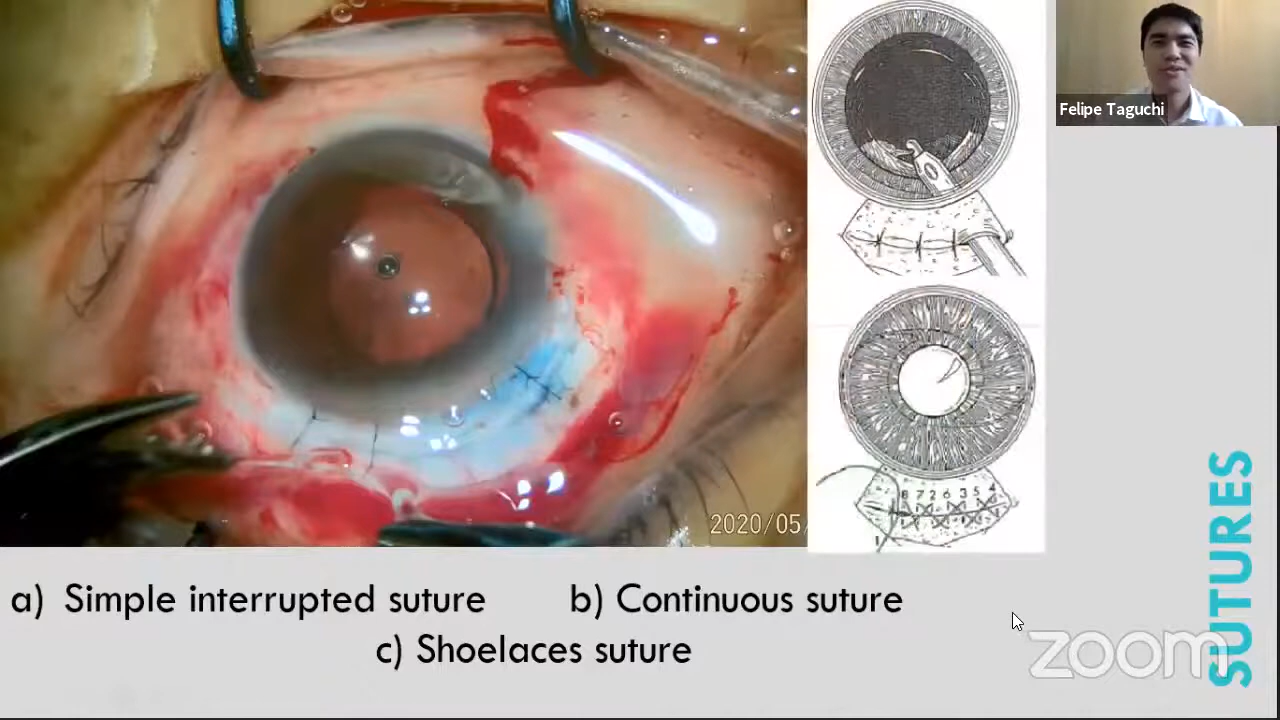 Felipe Taguchi
8 7 2 6 3 5 4
1
2020/05/
a) Simple interrupted suture b) Continuous suture
c) Shoelaces suture
SUTURES
zoom